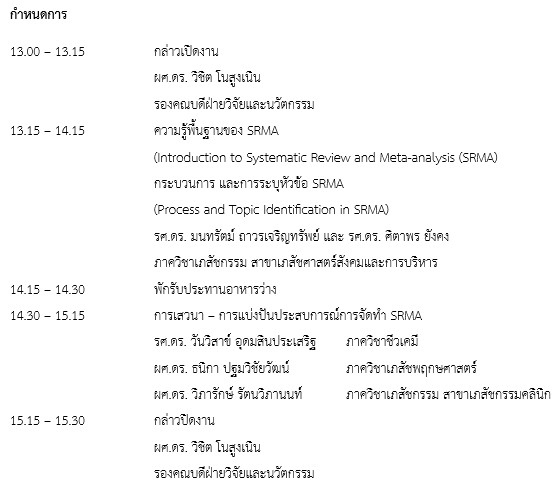 กำหนดการ
13.00 – 13.15 กล่าวเปิดงาน
ผศ.ดร. วิชิต โนสูงเนิน
รองคณบดีฝ่ายวิจัยและนวัตกรรม
13.15 – 14.15 ความรู้พื้นฐานของ SRMA
(Introduction to Systematic Review and Meta-analysis (SRMA)
กระบวนการ และการระบุหัวข้อ SRMA
(Process and Topic Identification in SRMA)
รศ.ดร. มนทรัตม์ ถาวรเจริญทรัพย์ และ รศ.ดร. ศิตาพร ยังคง
ภาควิชาเภสัชกรรม สาขาเภสัชศาสตร์สังคมและการบริหาร
14.15 – 14.30 พักรับประทานอาหารว่าง
14.30 – 15.15 การเสวนา – การแบ่งปันประสบการณ์การจัดทำ SRMA
รศ.ดร. วันวิสาข์ อุดมสินประเสริฐ ภาควิชาชีวเคมี
ผศ.ดร. ธนิกา ปฐมวิชัยวัฒน์ ภาควิชาเภสัชพฤกษศาสตร์
ผศ.ดร. วิภารักษ์ รัตนวิภานนท์ ภาควิชาเภสัชกรรม สาขาเภสัชกรรมคลินิก
15.15 – 15.30 กล่าวปิดงาน
ผศ.ดร. วิชิต โนสูงเนิน
รองคณบดีฝ่ายวิจัยและนวัตกรรม